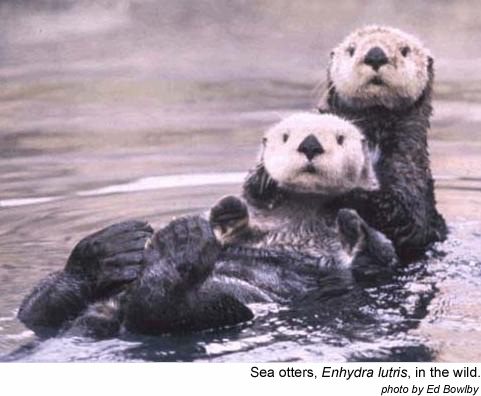 Sea otters, Enhydra lutris, in the wild.
photo by Ed Bowlby